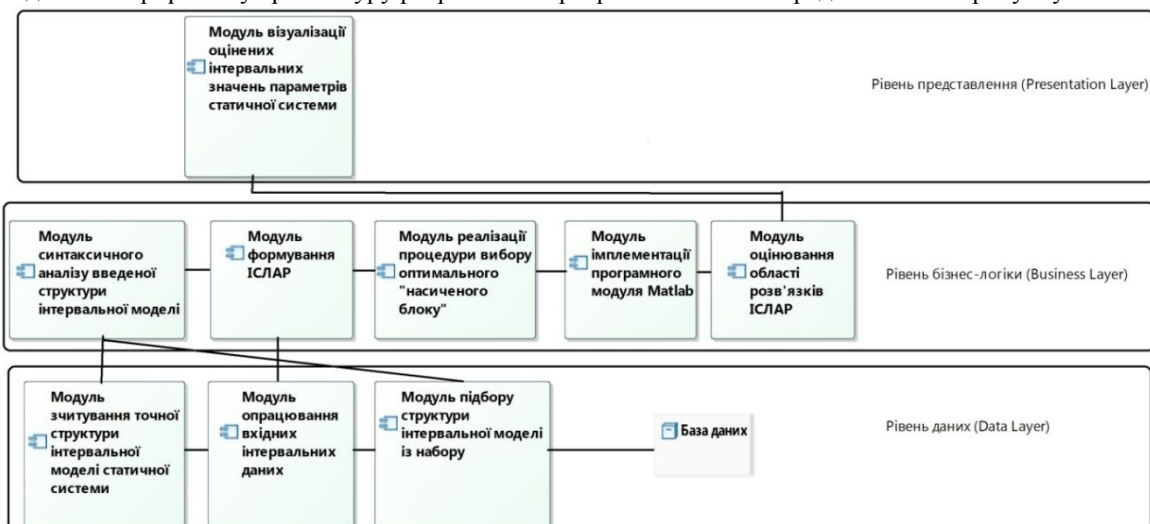 Модуль візуалізації
оцінених
інтервальних
значень параметрів
статичної системи
Рівень представлення (Presentation Layer)
Модуль
синтаксичного
аналізу введеної
структури
інтервальної моделі
Модуль
формування
ІСЛАР
Модуль реалізації
процедури вибору
оптимального
"насиченого
блоку"
Модуль
імплементації
програмного
модуля Matlab
Модуль
оцінювання
області
розв'язків
ІСЛАР
Рівень бізнес-логіки (Business Layer)
Модуль
зчитування точної
структури
інтервальної
моделі статичної
системи
Модуль
опрацювання
вхідних
інтервальних
даних
Модуль підбору
структури
інтервальної моделі
із набору
База даних
Рівень даних (Data Layer)